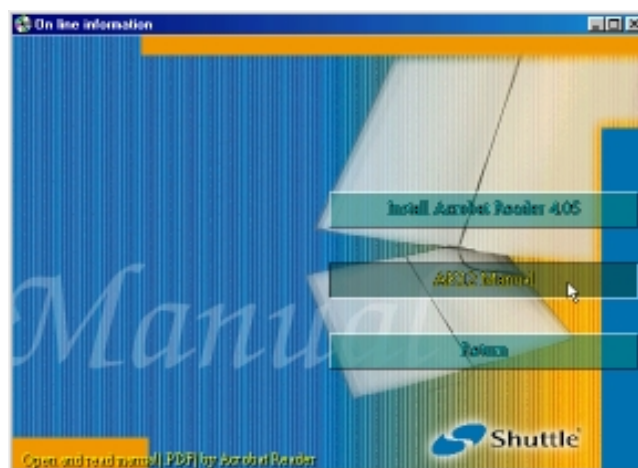 On line information
Install Acrobat Reader 4.05
Manual
Manual
Return
Shuttle
Open and read manual( PDF) by Acrobat Reader